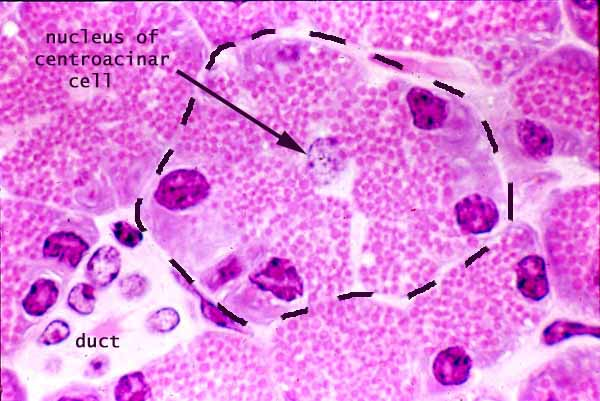 nucleus of
centroacinar
cell
duct